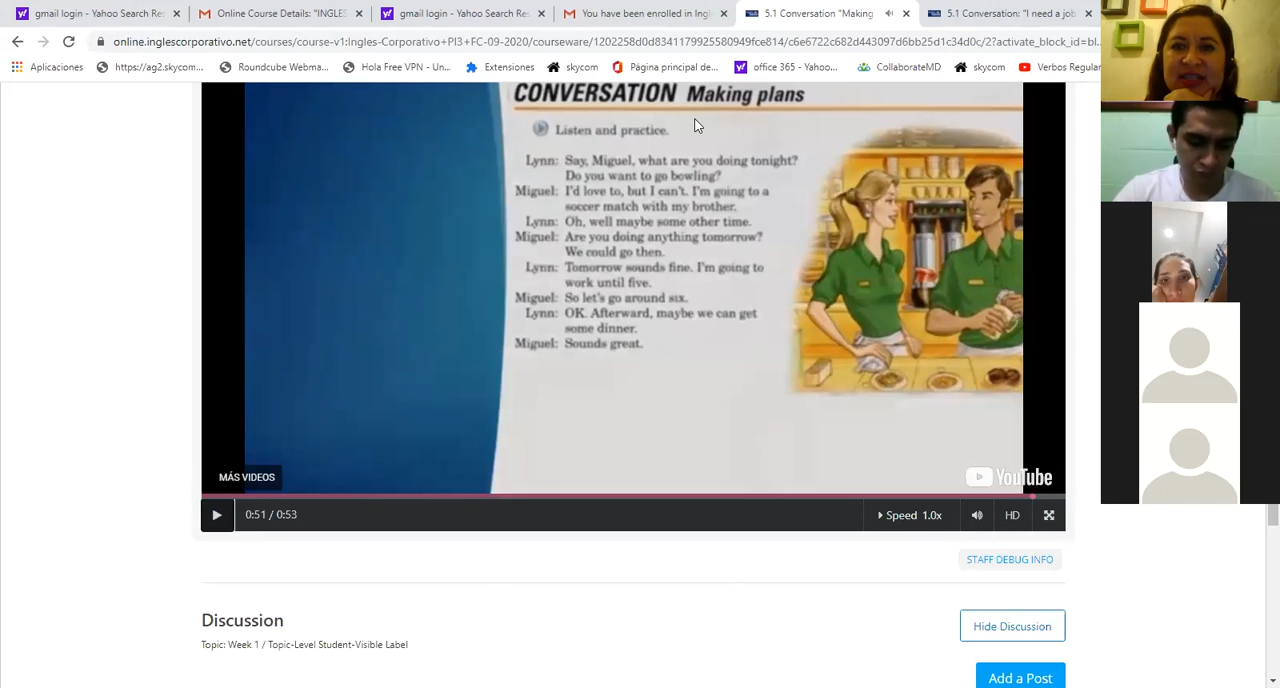 gmail login - Yahoo Search Re
Online Course Details: "INGLES
gmail login - Yahoo Search Res
You have been enrolled in Ingl
5.1 Conversation "Making
5.1 Conversation: "I need a job
online.inglescorporativo.net/courses/course-v1:Ingles-Corporativo+PI3+FC-09-2020/courseware/1202258d0d8341179925580949fce814/c6e6722c682d443097d6bb25d1c34d0c/2?activate_block_id=bl...
Aplicaciones
https://ag2.skycom...
Roundcube Webma...
Hola Free VPN - Un...
Extensiones
skycom
Página principal de...
office 365 - Yahoo...
CollaborateMD
skycom
Verbos Regular
CONVERSATION Making plans
Listen and practice.
Lynn: Say, Miguel, what are you doing tonight?
Do you want to go bowling?
Miguel: I'd love to, but I can't. I'm going to a
soccer match with my brother.
Lynn: Oh, well maybe some other time.
Miguel: Are you doing anything tomorrow?
We could go then.
Lynn: Tomorrow sounds fine. I'm going to
work until five.
Miguel: So let's go around six.
Lynn: OK. Afterward, maybe we can get
some dinner.
Miguel: Sounds great.
MÁS VIDEOS
YouTube
0:51 / 0:53
Speed 1.0x
HD
STAFF DEBUG INFO
Discussion
Hide Discussion
Topic: Week 1 / Topic-Level Student-Visible Label
Add a Post